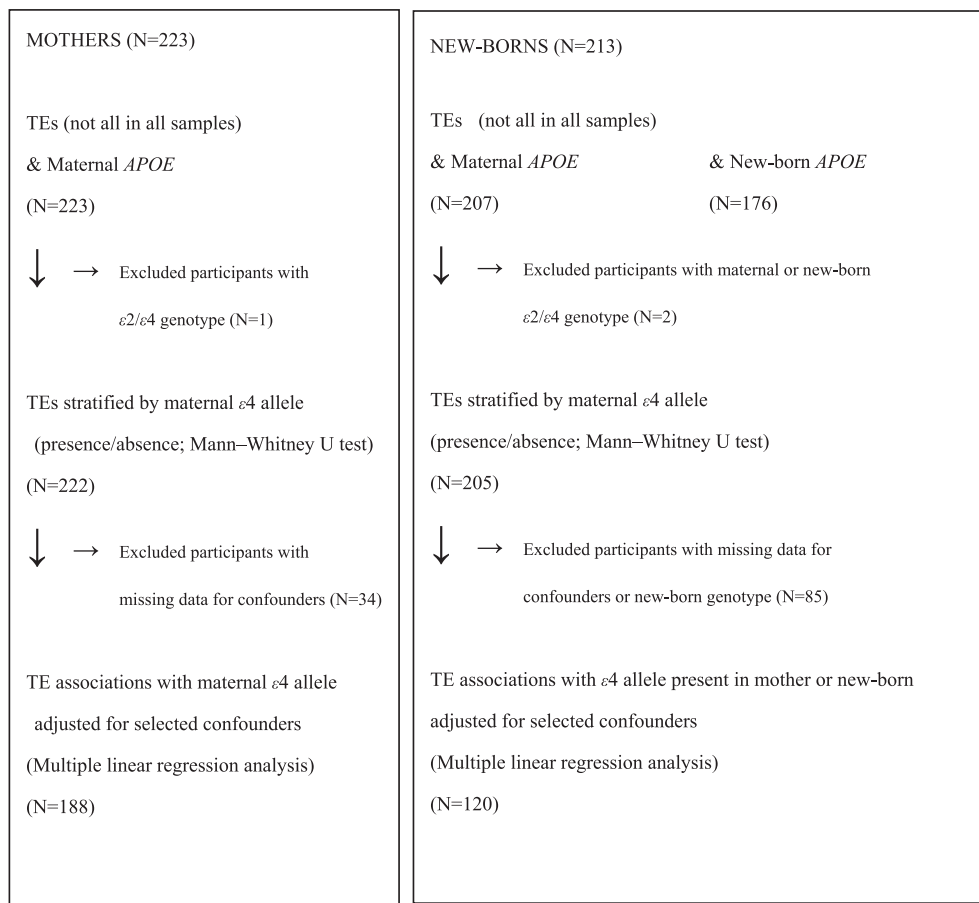 MOTHERS (N=223)
TEs (not all in all samples)
& Maternal APOE
(N=223)
↓ → Excluded participants with
ε2/ε4 genotype (N=1)
TEs stratified by maternal ε4 allele
(presence/absence; Mann–Whitney U test)
(N=222)
↓ → Excluded participants with
missing data for confounders (N=34)
TE associations with maternal ε4 allele
adjusted for selected confounders
(Multiple linear regression analysis)
(N=188)
NEW-BORNS (N=213)
TEs (not all in all samples)
& Maternal APOE & New-born APOE
(N=207) (N=176)
↓ → Excluded participants with maternal or new-born
ε2/ε4 genotype (N=2)
TEs stratified by maternal ε4 allele
(presence/absence; Mann–Whitney U test)
(N=205)
↓ → Excluded participants with missing data for
confounders or new-born genotype (N=85)
TE associations with ε4 allele present in mother or new-born
adjusted for selected confounders
(Multiple linear regression analysis)
(N=120)